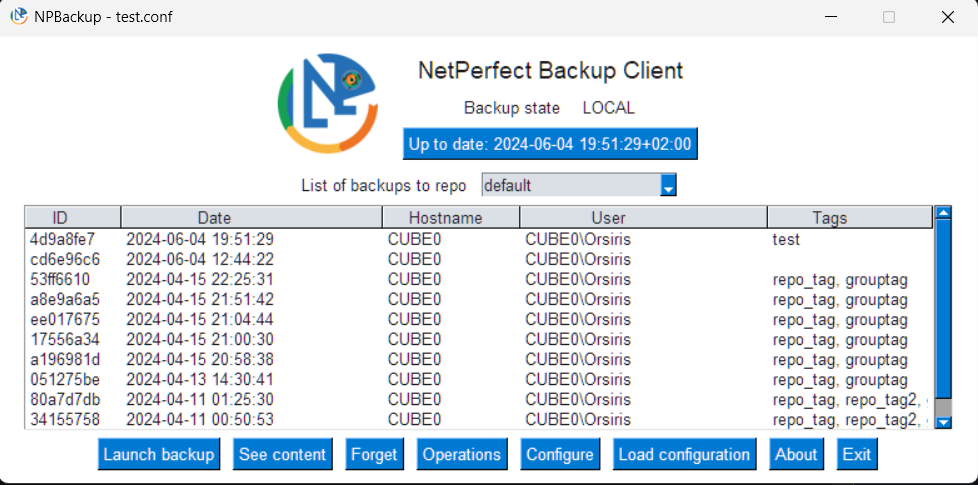 NPBackup - test.conf
NetPerfect Backup Client
Backup state LOCAL
Up to date: 2024-06-04 19:51:29+02:00
List of backups to repo default
ID Date Hostname User Tags
4d9a8fe7 2024-06-04 19:51:29 CUBE0 CUBE0\Orsiris test
cd6e96c6 2024-06-04 12:44:22 CUBE0 CUBE0\Orsiris
53ff6610 2024-04-15 22:25:31 CUBE0 CUBE0\Orsiris repo_tag, grouptag
a8e9a6a5 2024-04-15 21:51:42 CUBE0 CUBE0\Orsiris repo_tag, grouptag
ee017675 2024-04-15 21:04:44 CUBE0 CUBE0\Orsiris repo_tag, grouptag
17556a34 2024-04-15 21:00:30 CUBE0 CUBE0\Orsiris repo_tag, grouptag
a196981d 2024-04-15 20:58:38 CUBE0 CUBE0\Orsiris repo_tag, grouptag
051275be 2024-04-13 14:30:41 CUBE0 CUBE0\Orsiris repo_tag, grouptag
80a7d7db 2024-04-11 01:25:30 CUBE0 CUBE0\Orsiris repo_tag, repo_tag2,
34155758 2024-04-11 00:50:53 CUBE0 CUBE0\Orsiris repo_tag, repo_tag2,
Launch backup See content Forget Operations Configure Load configuration About Exit